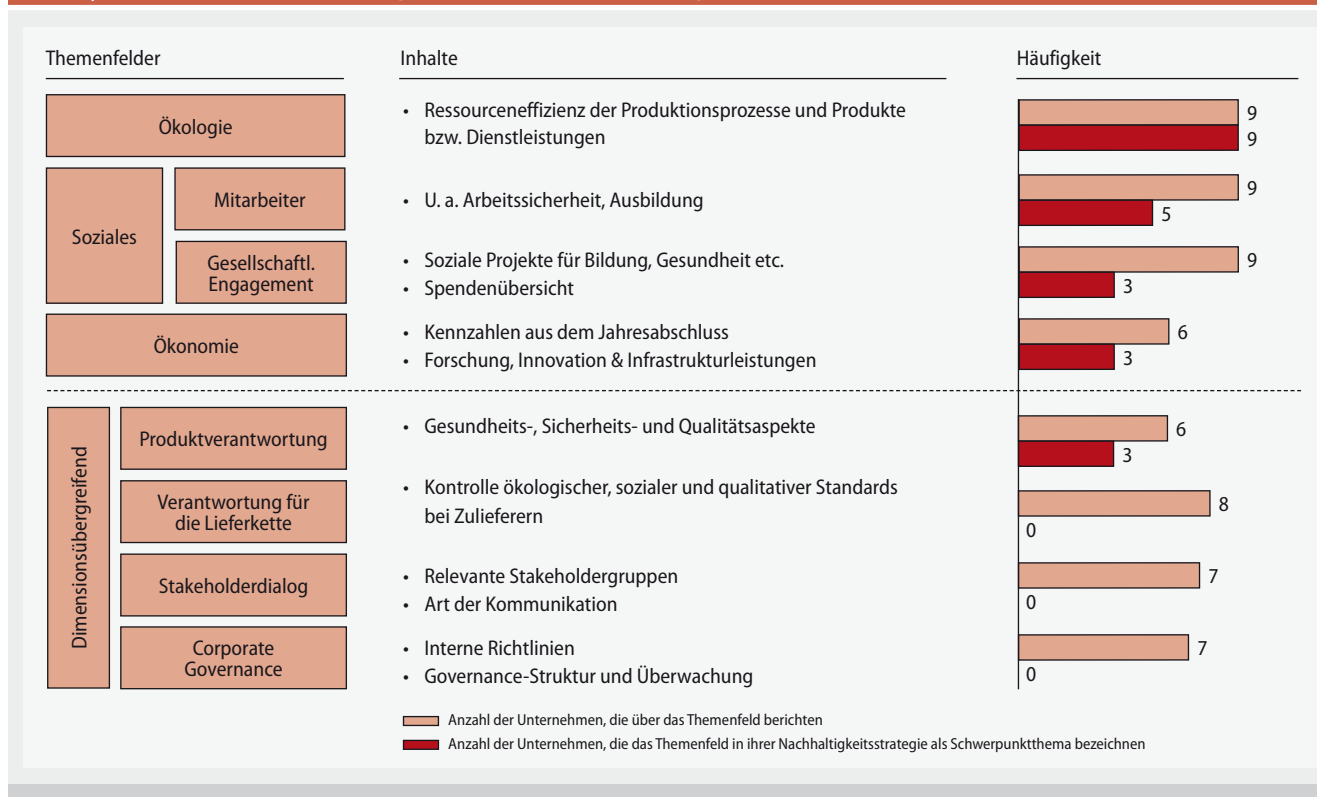 Themenfelder
Inhalte
Häufigkeit
Ökologie
• Ressourceneffizienz der Produktionsprozesse und Produkte
bzw. Dienstleistungen
9
9
Soziales
Mitarbeiter
• U. a. Arbeitssicherheit, Ausbildung
9
5
Gesellschaftl.
Engagement
• Soziale Projekte für Bildung, Gesundheit etc.
• Spendenübersicht
9
3
Ökonomie
• Kennzahlen aus dem Jahresabschluss
• Forschung, Innovation & Infrastrukturleistungen
6
3
Dimensionsübergreifend
Produktverantwortung
• Gesundheits-, Sicherheits- und Qualitätsaspekte
6
3
Verantwortung für
die Lieferkette
• Kontrolle ökologischer, sozialer und qualitativer Standards
bei Zulieferern
8
0
Stakeholderdialog
• Relevante Stakeholdergruppen
• Art der Kommunikation
7
0
Corporate
Governance
• Interne Richtlinien
• Governance-Struktur und Überwachung
7
0
Anzahl der Unternehmen, die über das Themenfeld berichten
Anzahl der Unternehmen, die das Themenfeld in ihrer Nachhaltigkeitsstrategie als Schwerpunktthema bezeichnen